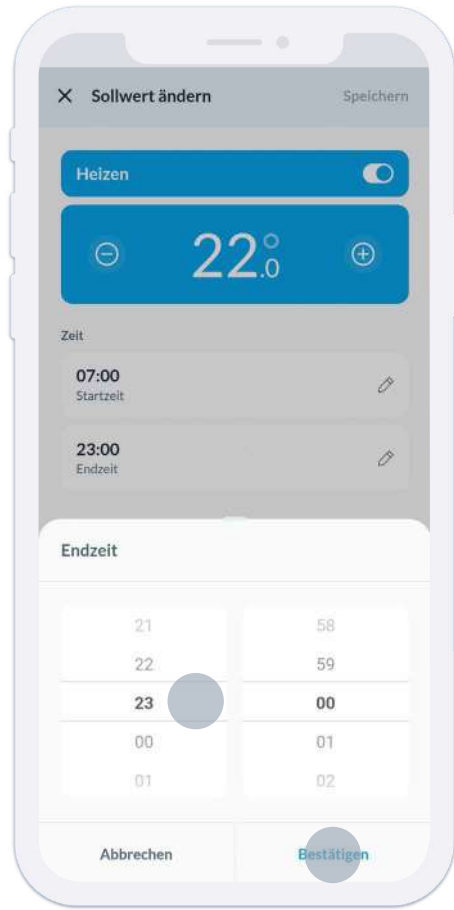 Sollwert ändern Speichern
Heizen
22.0°
Zeit
07:00
Startzeit
23:00
Endzeit
Endzeit
21 58
22 59
23 00
00 01
01 02
Abbrechen Bestätigen